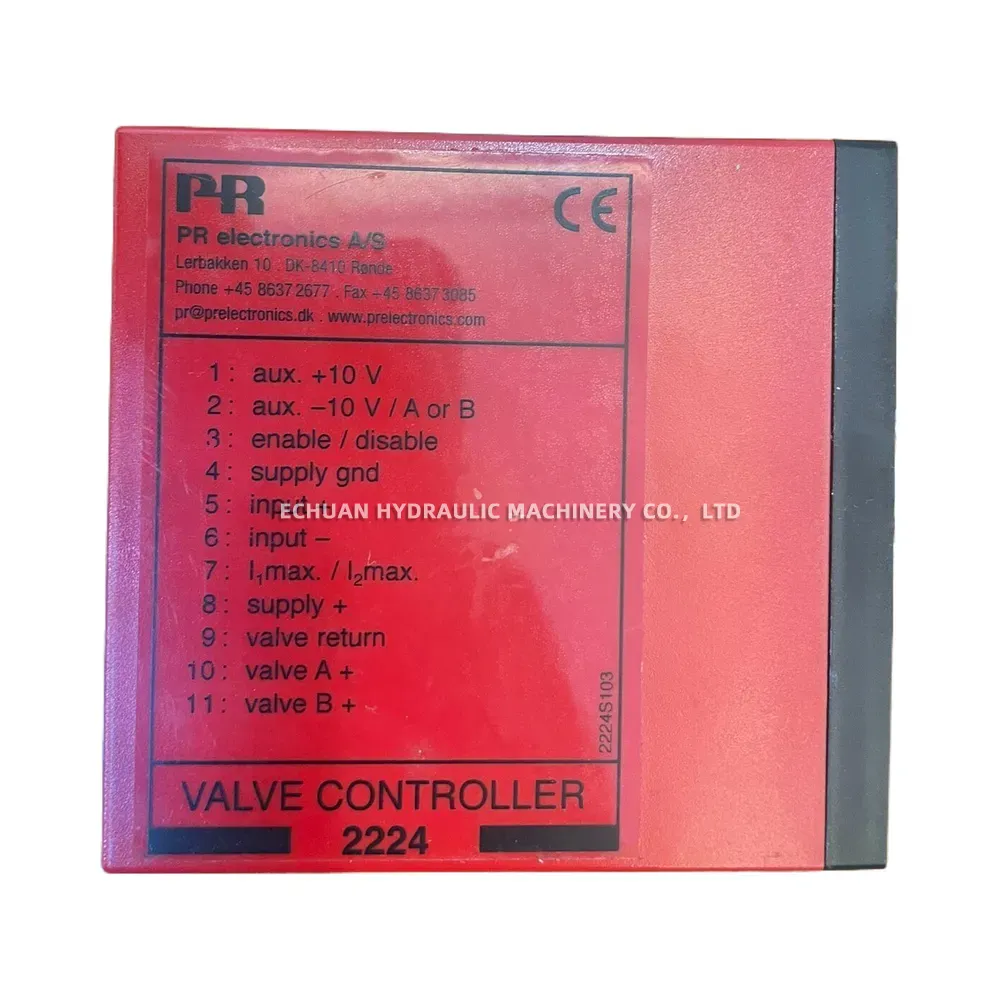 PR
CE
PR electronics A/S
Lerbakken 10 . DK-8410 Rønde
Phone +45 8637 2677 . Fax +45 8637 3085
pr@prelectronics.dk . www.prelectronics.com
1: aux. +10 V
2: aux. –10 V / A or B
3: enable / disable
4: supply gnd
5: input +
ECHUAN HYDRAULIC MACHINERY CO., LTD
6: input –
7: I₁max. / I₂max.
8: supply +
9: valve return
10: valve A +
11: valve B +
2224S103
VALVE CONTROLLER
2224